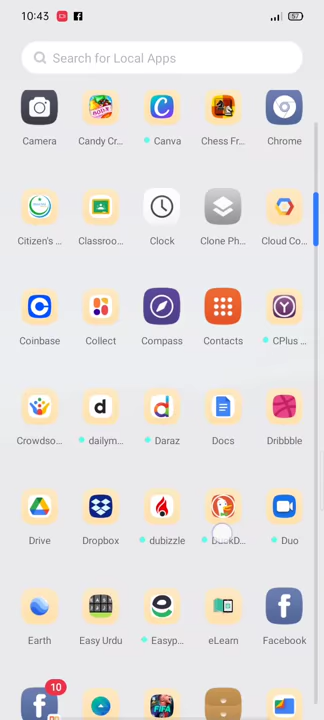 10:43 57
Search for Local Apps
Camera Candy Cr... Canva Chess Fr... Chrome
Citizen's ... Classroo... Clock Clone Ph... Cloud Co...
Coinbase Collect Compass Contacts CPlus ...
Crowdso... dailym... Daraz Docs Dribbble
Drive Dropbox dubizzle Duo
Earth Easy Urdu Easyp... eLearn Facebook
10
FIFA